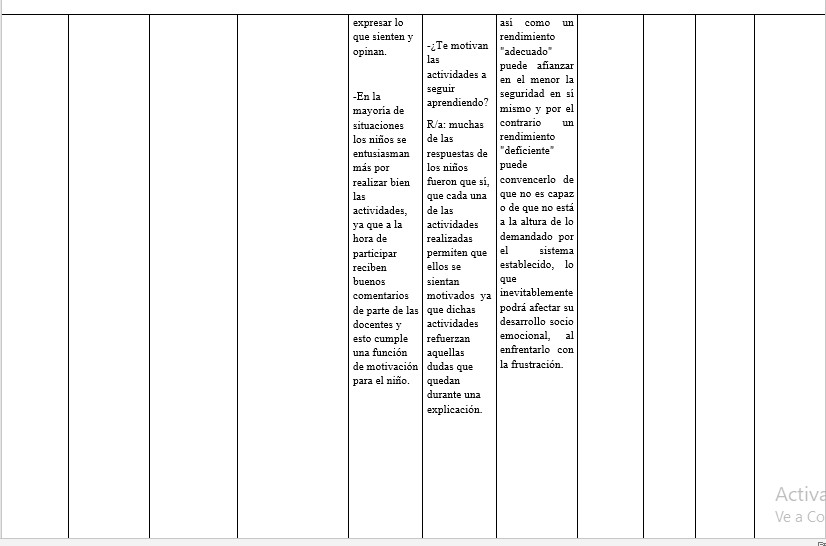 expresar lo
que sienten y
opinan.
-En la
mayoría de
situaciones
los niños se
entusiasman
más por
realizar bien
las
actividades,
ya que a la
hora de
participar
reciben
buenos
comentarios
de parte de las
docentes y
esto cumple
una función
de motivación
para el niño.
-¿Te motivan
las
actividades a
seguir
aprendiendo?
R/a: muchas
de las
respuestas de
los niños
fueron que si,
que cada una
de las
actividades
realizadas
permiten que
ellos se
sientan
motivados ya
que dichas
actividades
refuerzan
aquellas
dudas que
quedan
durante una
explicación.
así como un
rendimiento
"adecuado"
puede afianzar
en el menor la
seguridad en sí
mismo y por el
contrario un
rendimiento
"deficiente"
puede
convencerlo de
que no es capaz
o de que no está
a la altura de lo
demandado por
el sistema
establecido, lo
que
inevitablemente
podrá afectar su
desarrollo socio
emocional, al
enfrentarlo con
la frustración.
Activa
Ve a Co